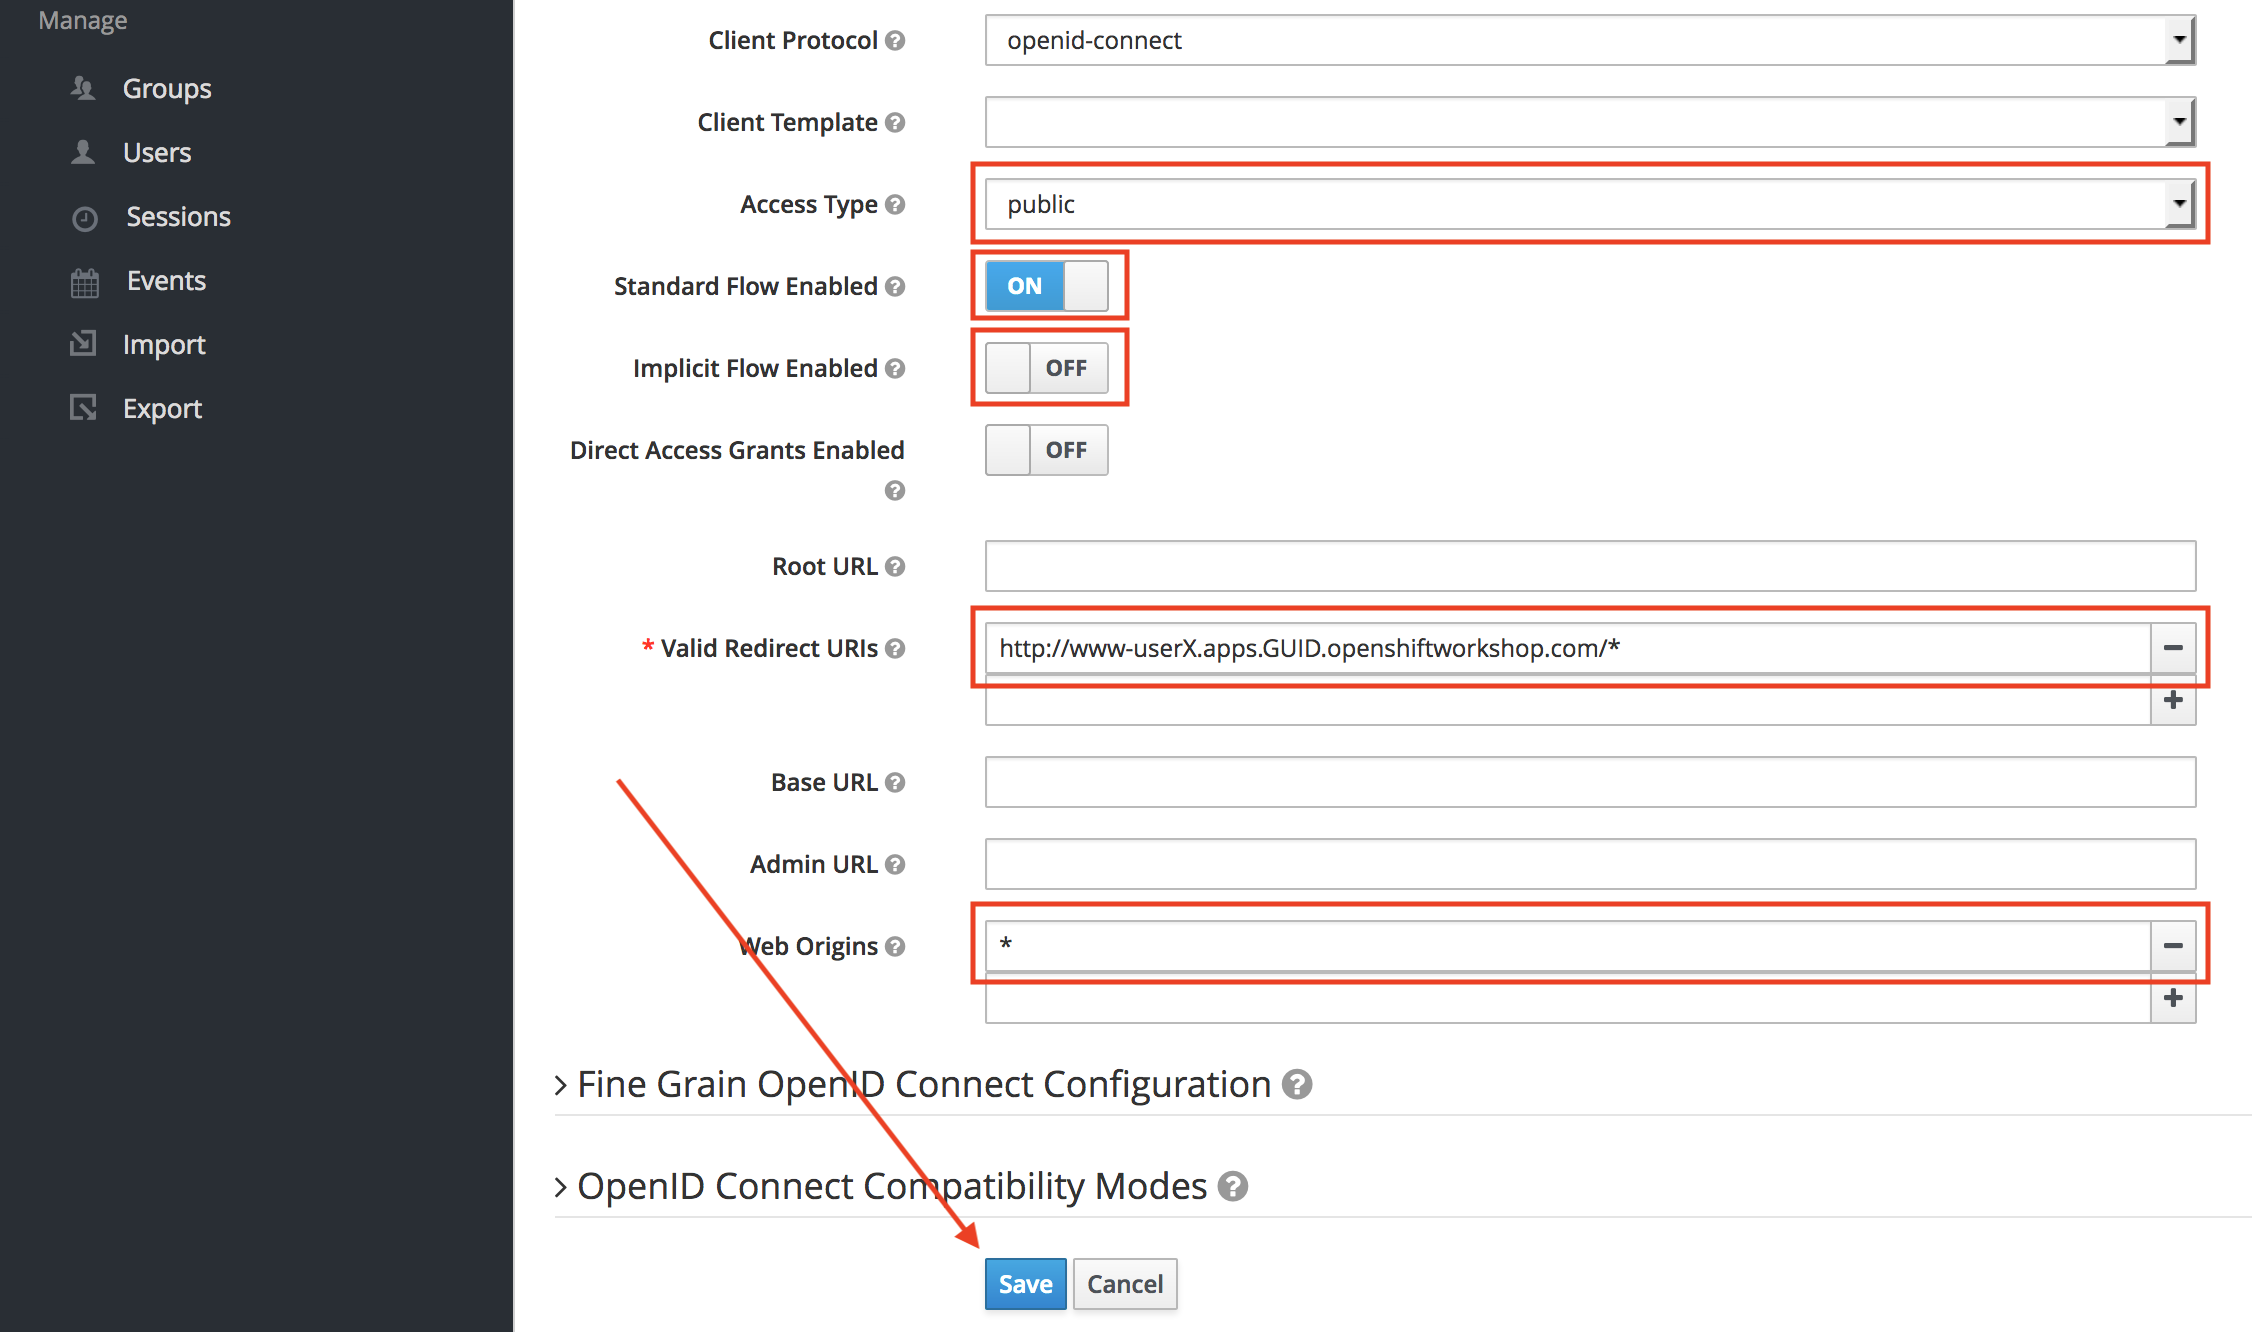 Manage
Groups
Users
Sessions
Events
Import
Export
Client Protocol
openid-connect
Client Template
Access Type
public
Standard Flow Enabled
ON
Implicit Flow Enabled
OFF
Direct Access Grants Enabled
OFF
Root URL
* Valid Redirect URIs
http://www-userX.apps.GUID.openshiftworkshop.com/*
Base URL
Admin URL
Web Origins
*
Fine Grain OpenID Connect Configuration
OpenID Connect Compatibility Modes
Save
Cancel